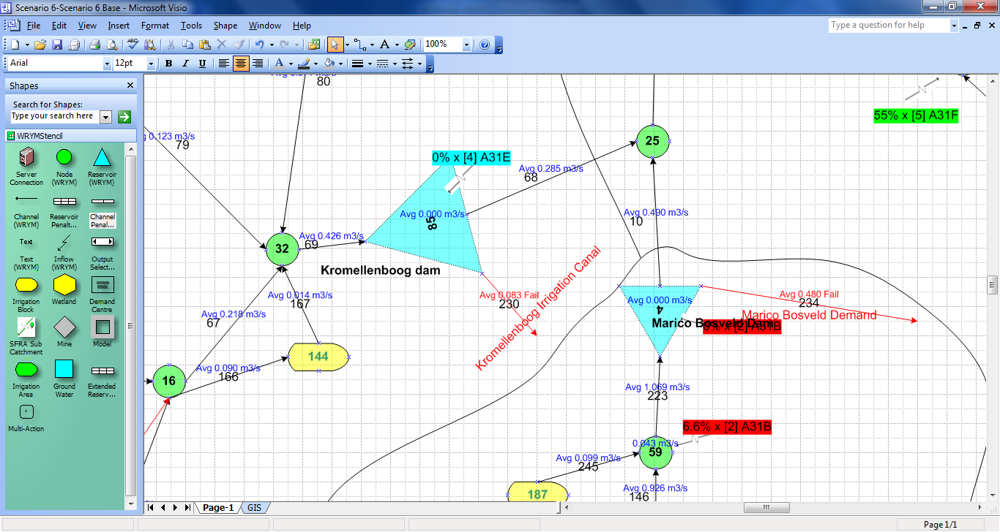 Scenario 6-Scenario 6 Base - Microsoft Visio
File Edit View Insert Format Tools Shape Window Help
Type a question for help
100%
Arial 12pt B I U
Shapes
Search for Shapes:
Type your search here
WRYMStencil
Server Connection
Node (WRYM)
Reservoir (WRYM)
Channel (WRYM)
Reservoir Penalt...
Channel Penal...
Text
Text (WRYM)
Inflow (WRYM)
Output Select...
Irrigation Block
Wetland
Demand Centre
SFRA Sub Catchment
Mine
Model
Irrigation Area
Ground Water
Extended Reserv...
Multi-Action
80
0.123 m3/s
79
0% x [4] A31E
55% x [5] A31F
25
Avg 0.285 m3/s
68
Avg 0.000 m3/s
85
Avg 0.490 m3/s
10
Avg 0.426 m3/s
69
32
Kromellenboog dam
Avg 0.083 Fail
230
Kromellenboog Irrigation Canal
Avg 0.014 m3/s
167
Avg 0.218 m3/s
67
Avg 0.000 m3/s
4
Marico Bosveld Dam
[2] A31B
Avg 0.480 Fail
234
Marico Bosveld Demand
144
Avg 0.090 m3/s
166
16
Avg 1.069 m3/s
223
6.6% x [2] A31B
0.043 m3/s
59
Avg 0.099 m3/s
245
187
Avg 0.926 m3/s
146
Page-1 GIS
Page 1/1